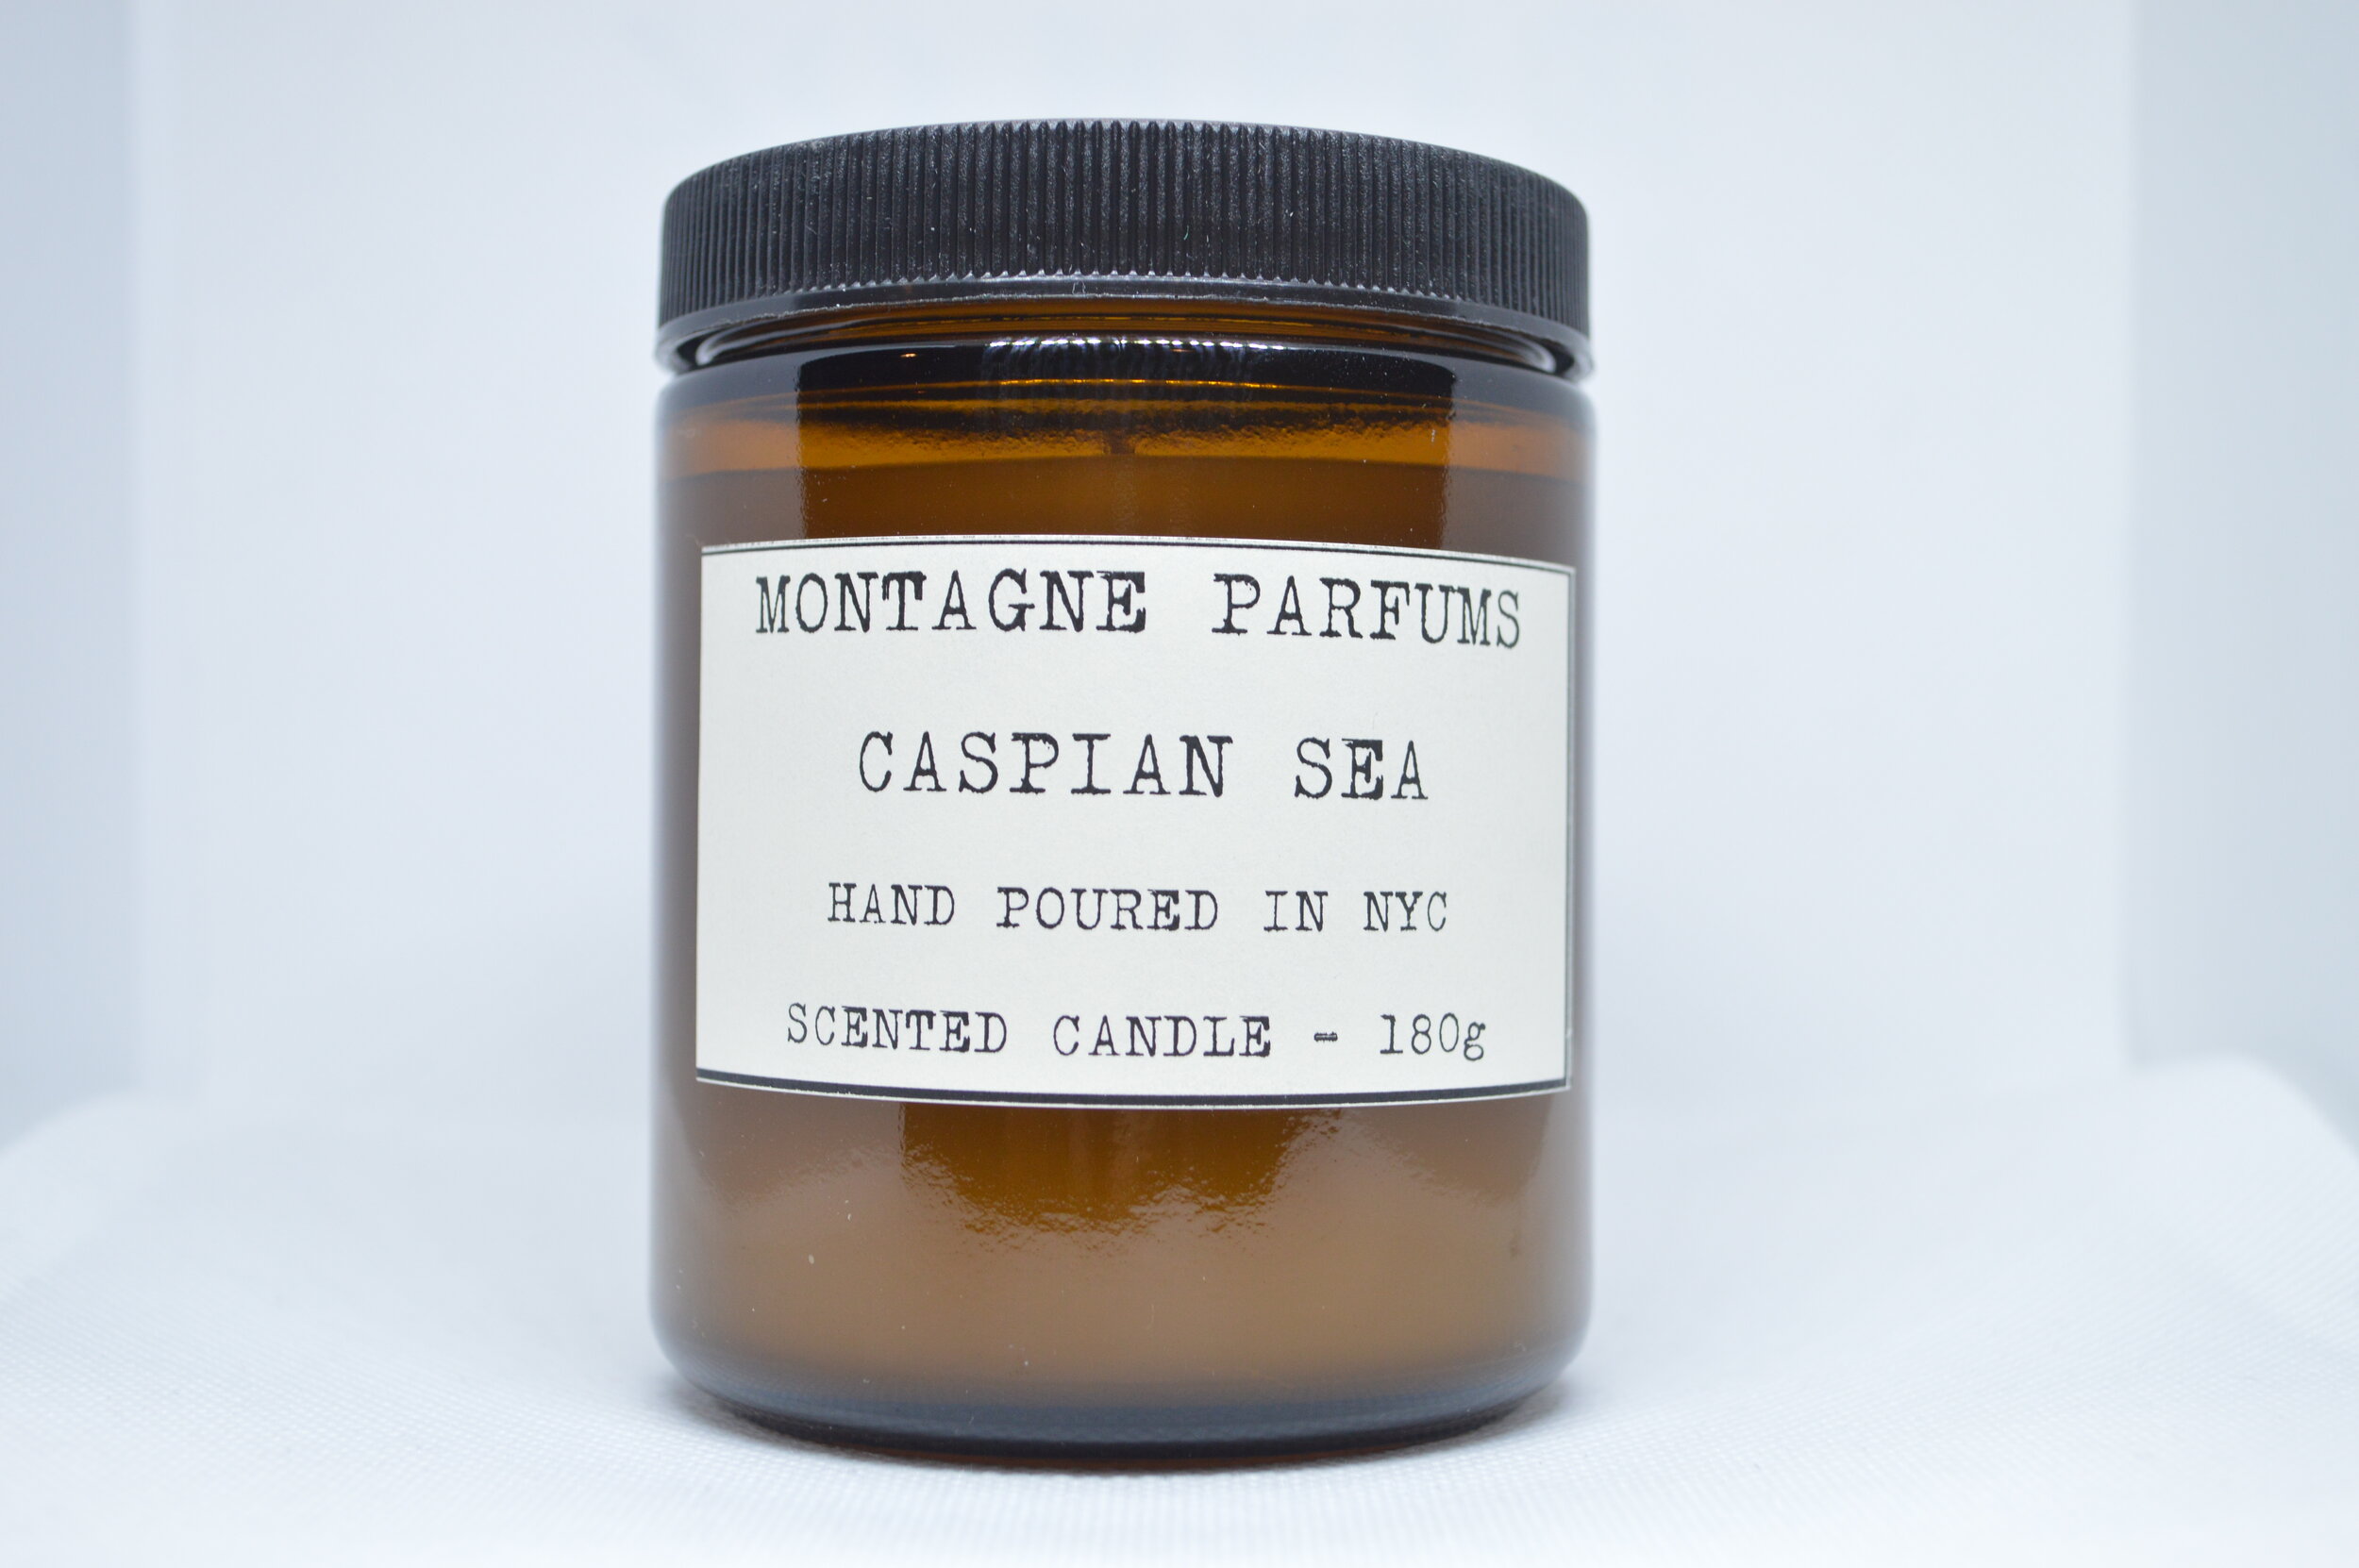 MONTAGNE PARFUMS
CASPIAN SEA
HAND POURED IN NYC
SCENTED CANDLE - 180g